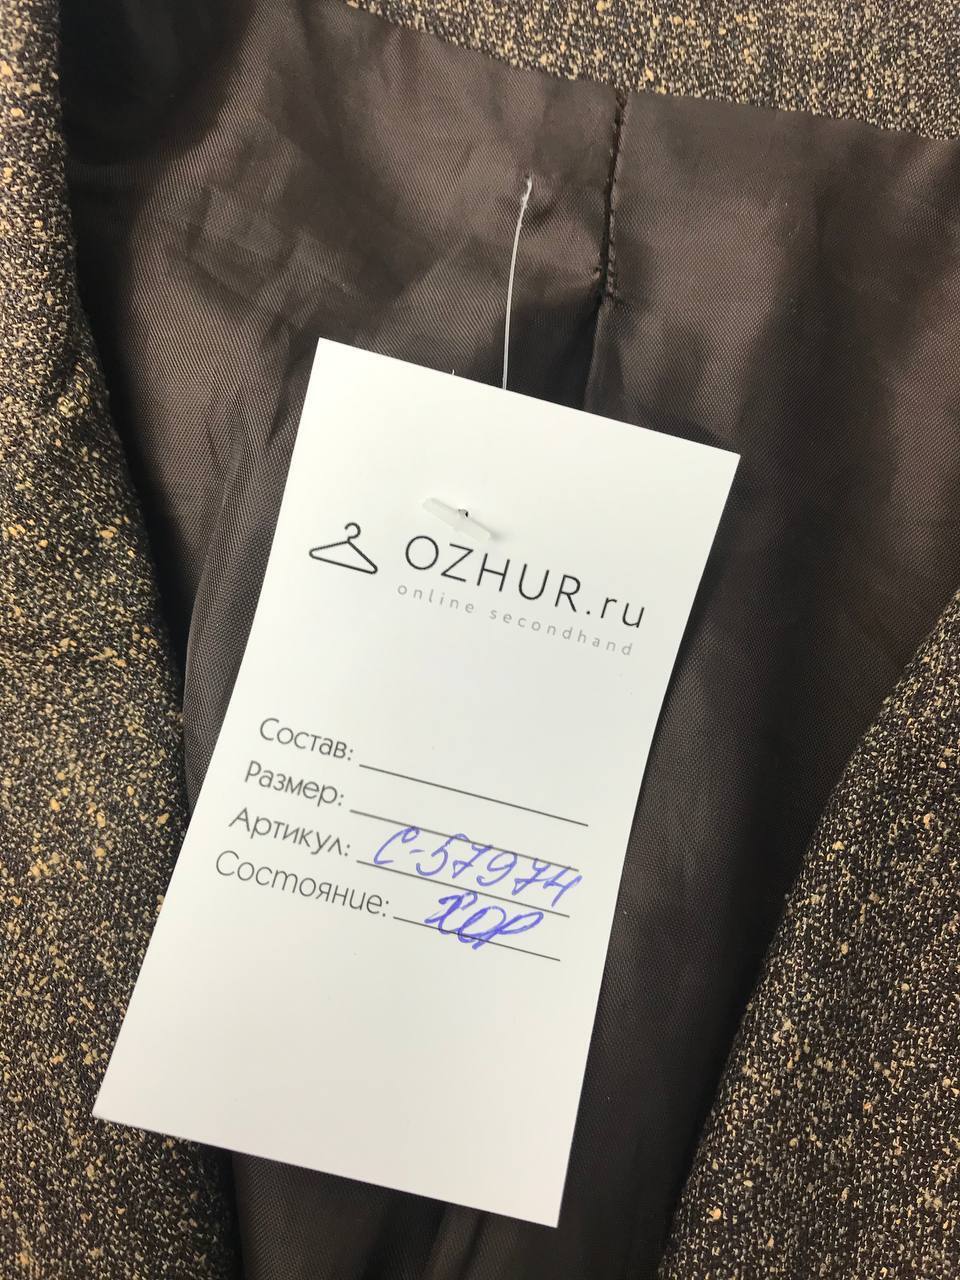 OZHUR.ru
online secondhand
Состав:
Размер:
Артикул: С-57974
Состояние: ХОР